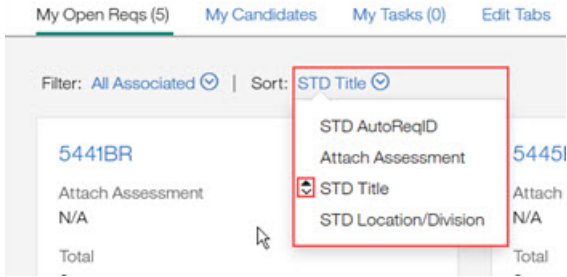 My Open Reqs (5) My Candidates My Tasks (0) Edit Tabs
Filter: All Associated | Sort: STD Title
STD AutoReqID
Attach Assessment
STD Title
STD Location/Division
5441BR
Attach Assessment
N/A
Total
Attach
N/A
Total